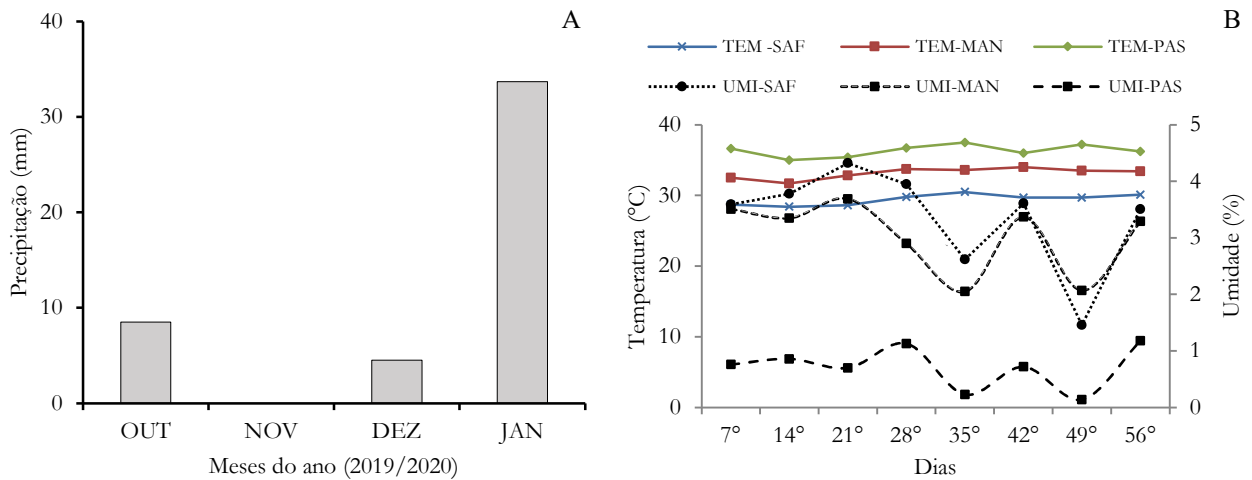 A
Precipitação (mm)
40
30
20
10
0
OUT NOV DEZ JAN
Meses do ano (2019/2020)
B
TEM -SAF TEM-MAN TEM-PAS
UMI-SAF UMI-MAN UMI-PAS
Temperatura (°C)
40
30
20
10
0
5
4
3
2
1
0
Umidade (%)
7° 14° 21° 28° 35° 42° 49° 56°
Dias